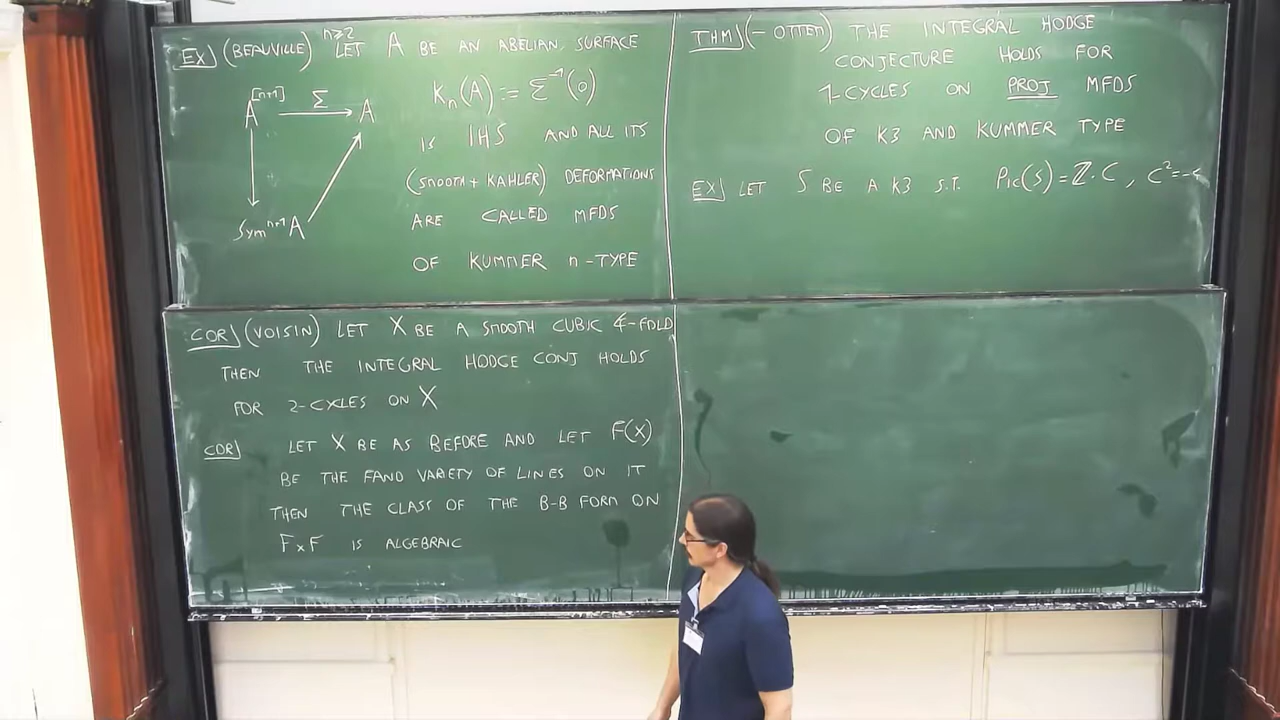 EX] (BEAUVILLE) n≥2 LET A BE AN ABELIAN SURFACE
A^[n+1] Σ A
K_n(A) := Σ^{-1}(0)
IS IHS AND ALL ITS
(SMOOTH + KAHLER) DEFORMATIONS
ARE CALLED MFDS
Sym^{n+1} A
OF KUMMER n-TYPE
THM] (- OTTEM) THE INTEGRAL HODGE
CONJECTURE HOLDS FOR
1-CYCLES ON PROJ MFDS
OF K3 AND KUMMER TYPE
EX] LET S BE A K3 S.T. Pic(S) = Z·C, C²=-
COR] (VOISIN) LET X BE A SMOOTH CUBIC 4-FOLD
THEN THE INTEGRAL HODGE CONJ HOLDS
FOR 2-CYCLES ON X
COR] LET X BE AS BEFORE AND LET F(X)
BE THE FANO VARIETY OF LINES ON IT
THEN THE CLASS OF THE B-B FORM ON
F×F IS ALGEBRAIC